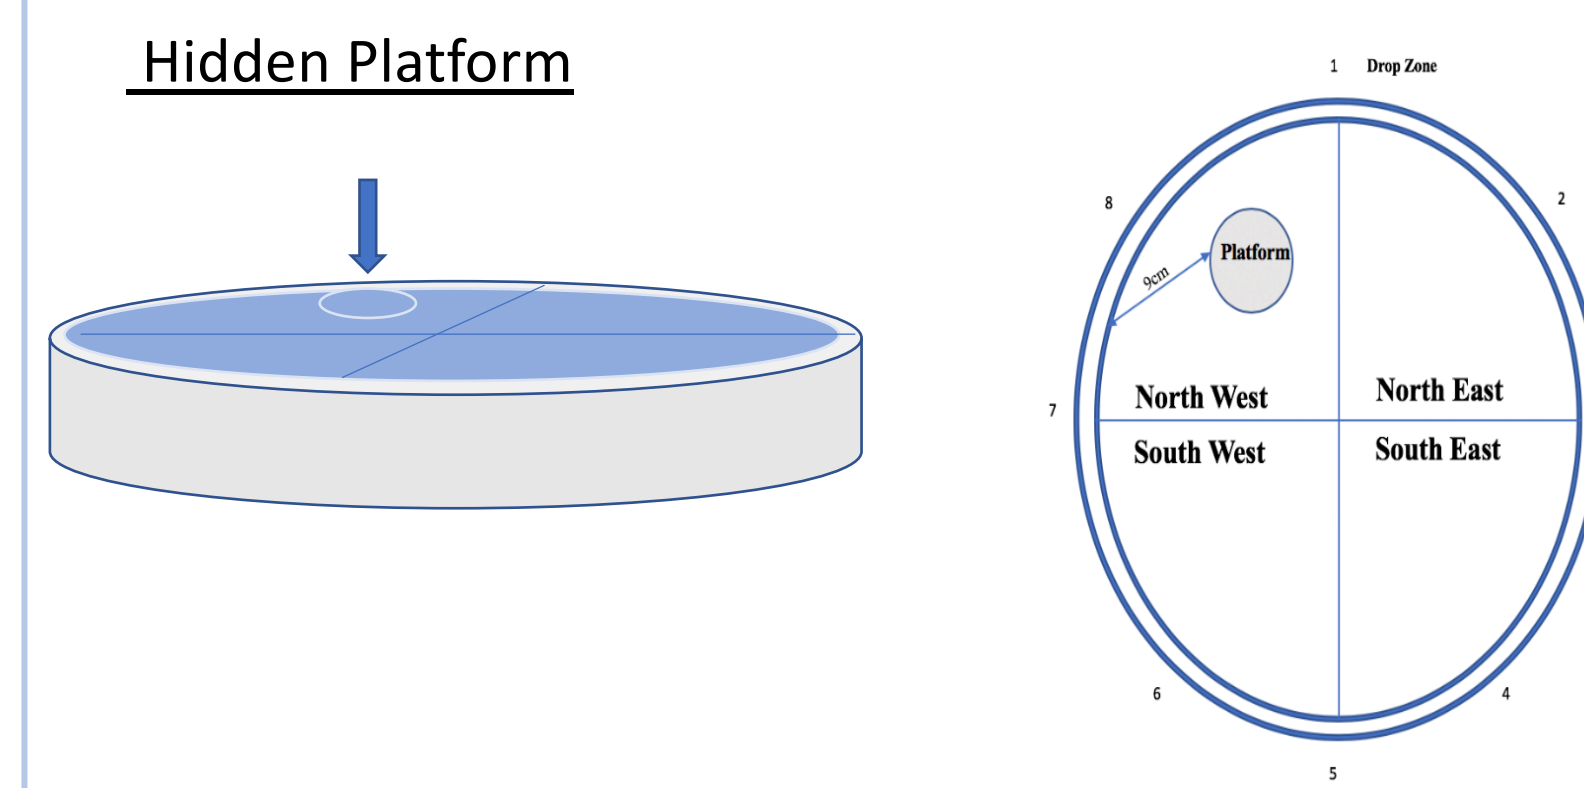 Hidden Platform
1 Drop Zone
8
2
Platform
9cm
North West
North East
7
South West
South East
6
4
5